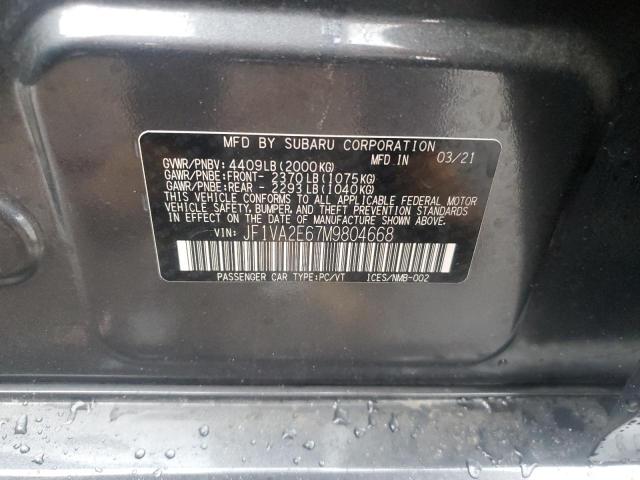 MFD BY SUBARU CORPORATION
GVWR/PNBV: 4409LB(2000KG) MFD IN 03/21
GAWR/PNBE:FRONT- 2370LB(1075KG)
GAWR/PNBE:REAR - 2293LB(1040KG)
THIS VEHICLE CONFORMS TO ALL APPLICABLE FEDERAL MOTOR
VEHICLE SAFETY, BUMPER, AND THEFT PREVENTION STANDARDS
IN EFFECT ON THE DATE OF MANUFACTURE SHOWN ABOVE.
VIN: JF1VA2E67M9804668
PASSENGER CAR TYPE:PC/VT ICES/NMB-002